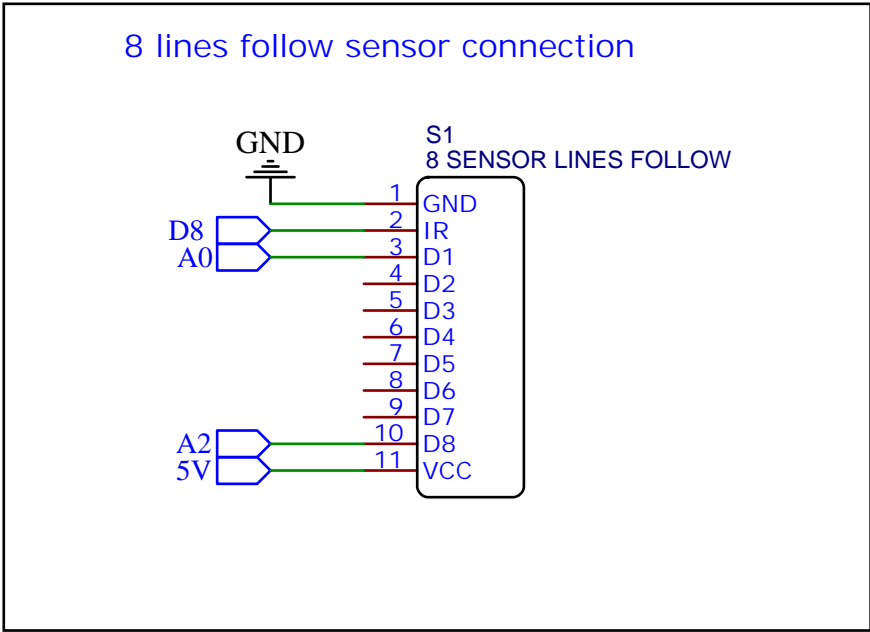 8 lines follow sensor connection
GND
S1
8 SENSOR LINES FOLLOW
1 GND
D8 2 IR
A0 3 D1
4 D2
5 D3
6 D4
7 D5
8 D6
9 D7
A2 10 D8
5V 11 VCC